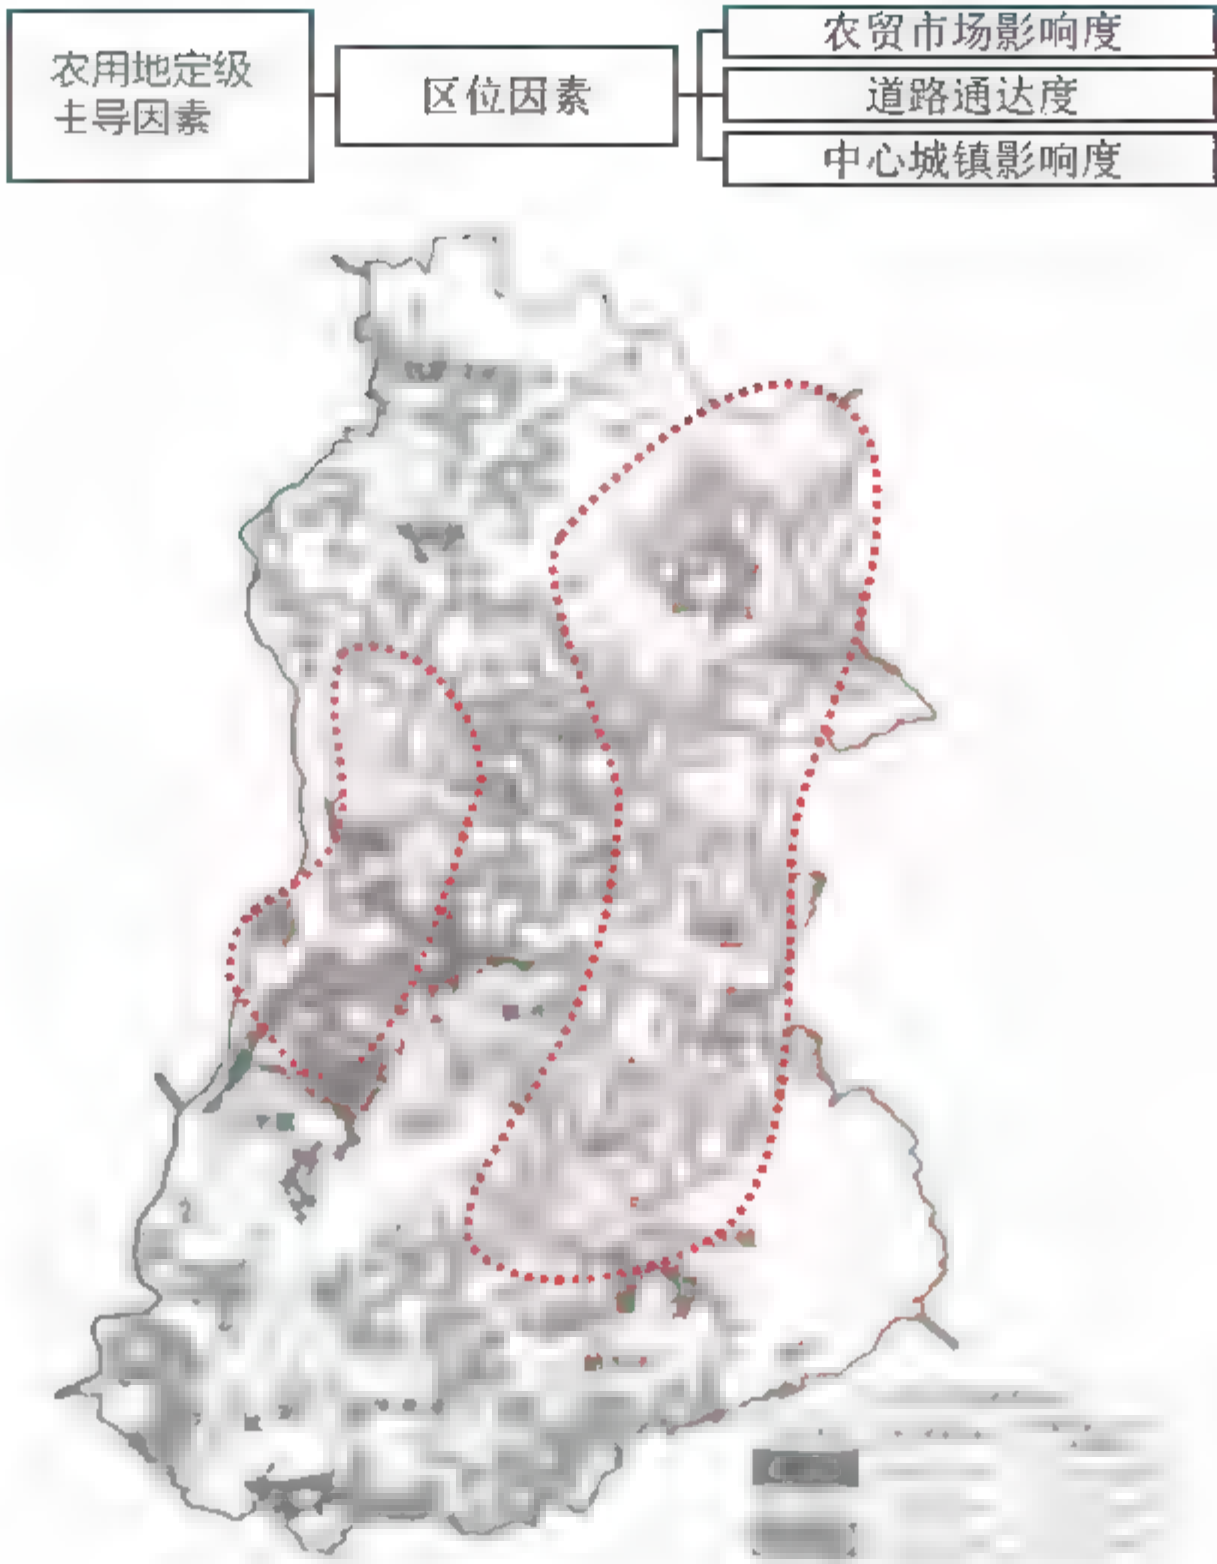 农用地定级
主导因素
区位因素
农贸市场影响度
道路通达度
中心城镇影响度